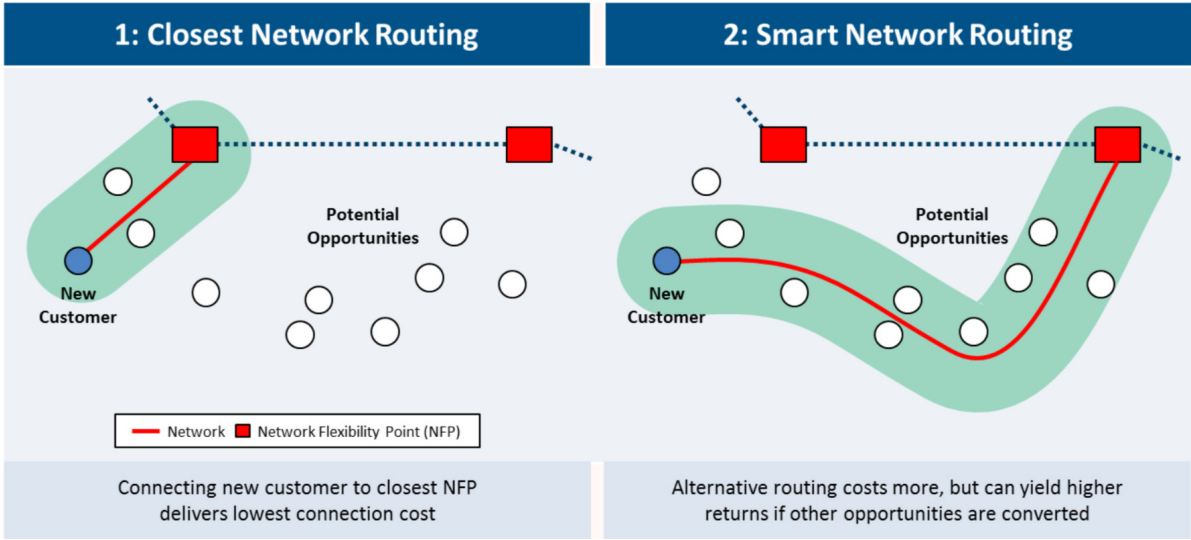 1: Closest Network Routing
Potential
Opportunities
New
Customer
Network
Network Flexibility Point (NFP)
Connecting new customer to closest NFP
delivers lowest connection cost
2: Smart Network Routing
Potential
Opportunities
New
Customer
Alternative routing costs more, but can yield higher
returns if other opportunities are converted